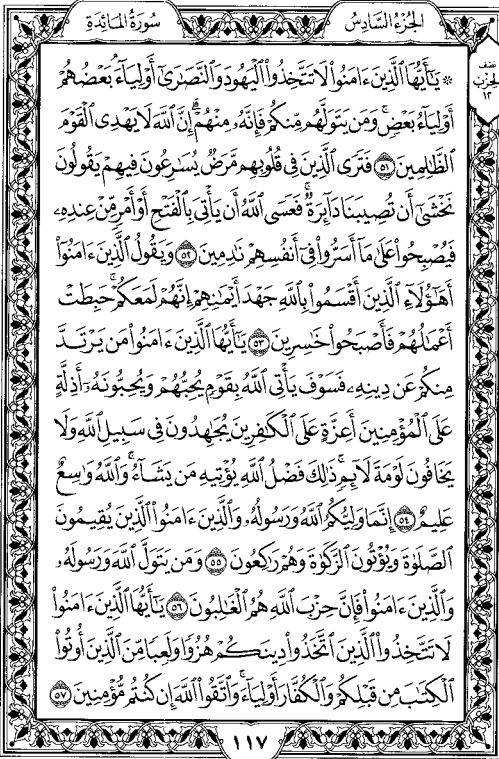 الجزء السادس
سورة المائدة
نصف
الحزب
١٢
۞ يَٰٓأَيُّهَا ٱلَّذِينَ ءَامَنُوا۟ لَا تَتَّخِذُوا۟ ٱلْيَهُودَ وَٱلنَّصَٰرَىٰٓ أَوْلِيَآءَ ۘ بَعْضُهُمْ
أَوْلِيَآءُ بَعْضٍ ۚ وَمَن يَتَوَلَّهُم مِّنكُمْ فَإِنَّهُۥ مِنْهُمْ ۗ إِنَّ ٱللَّهَ لَا يَهْدِى ٱلْقَوْمَ
ٱلظَّٰلِمِينَ ٥١ فَتَرَى ٱلَّذِينَ فِى قُلُوبِهِم مَّرَضٌ يُسَٰرِعُونَ فِيهِمْ يَقُولُونَ
نَخْشَىٰٓ أَن تُصِيبَنَا دَآئِرَةٌ ۚ فَعَسَى ٱللَّهُ أَن يَأْتِىَ بِٱلْفَتْحِ أَوْ أَمْرٍ مِّنْ عِندِهِۦ
فَيُصْبِحُوا۟ عَلَىٰ مَآ أَسَرُّوا۟ فِىٓ أَنفُسِهِمْ نَٰدِمِينَ ٥٢ وَيَقُولُ ٱلَّذِينَ ءَامَنُوٓا۟
أَهَٰٓؤُلَآءِ ٱلَّذِينَ أَقْسَمُوا۟ بِٱللَّهِ جَهْدَ أَيْمَٰنِهِمْ إِنَّهُمْ لَمَعَكُمْ ۚ حَبِطَتْ
أَعْمَٰلُهُمْ فَأَصْبَحُوا۟ خَٰسِرِينَ ٥٣ يَٰٓأَيُّهَا ٱلَّذِينَ ءَامَنُوا۟ مَن يَرْتَدَّ
مِنكُمْ عَن دِينِهِۦ فَسَوْفَ يَأْتِى ٱللَّهُ بِقَوْمٍ يُحِبُّهُمْ وَيُحِبُّونَهُۥٓ أَذِلَّةٍ
عَلَى ٱلْمُؤْمِنِينَ أَعِزَّةٍ عَلَى ٱلْكَٰفِرِينَ يُجَٰهِدُونَ فِى سَبِيلِ ٱللَّهِ وَلَا
يَخَافُونَ لَوْمَةَ لَآئِمٍ ۚ ذَٰلِكَ فَضْلُ ٱللَّهِ يُؤْتِيهِ مَن يَشَآءُ ۚ وَٱللَّهُ وَٰسِعٌ
عَلِيمٌ ٥٤ إِنَّمَا وَلِيُّكُمُ ٱللَّهُ وَرَسُولُهُۥ وَٱلَّذِينَ ءَامَنُوا۟ ٱلَّذِينَ يُقِيمُونَ
ٱلصَّلَوٰةَ وَيُؤْتُونَ ٱلزَّكَوٰةَ وَهُمْ رَٰكِعُونَ ٥٥ وَمَن يَتَوَلَّ ٱللَّهَ وَرَسُولَهُۥ
وَٱلَّذِينَ ءَامَنُوا۟ فَإِنَّ حِزْبَ ٱللَّهِ هُمُ ٱلْغَٰلِبُونَ ٥٦ يَٰٓأَيُّهَا ٱلَّذِينَ ءَامَنُوا۟
لَا تَتَّخِذُوا۟ ٱلَّذِينَ ٱتَّخَذُوا۟ دِينَكُمْ هُزُوًا وَلَعِبًا مِّنَ ٱلَّذِينَ أُوتُوا۟
ٱلْكِتَٰبَ مِن قَبْلِكُمْ وَٱلْكُفَّارَ أَوْلِيَآءَ ۚ وَٱتَّقُوا۟ ٱللَّهَ إِن كُنتُم مُّؤْمِنِينَ ٥٧
١١٧